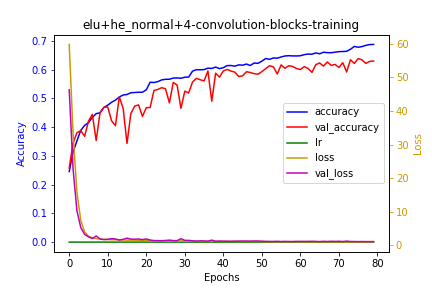 elu+he_normal+4-convolution-blocks-training
Accuracy
0.7
0.6
0.5
0.4
0.3
0.2
0.1
0.0
accuracy
val_accuracy
lr
loss
val_loss
60
50
40
30
20
10
0
Loss
0 10 20 30 40 50 60 70 80
Epochs